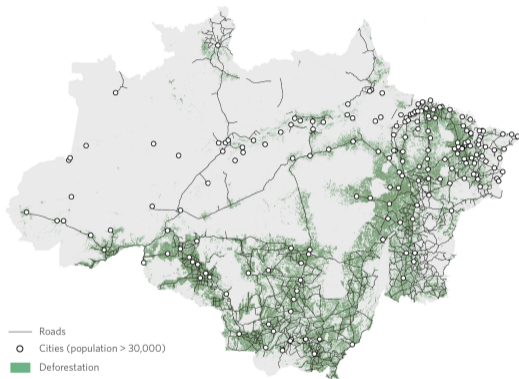 Roads
Cities (population > 30,000)
Deforestation